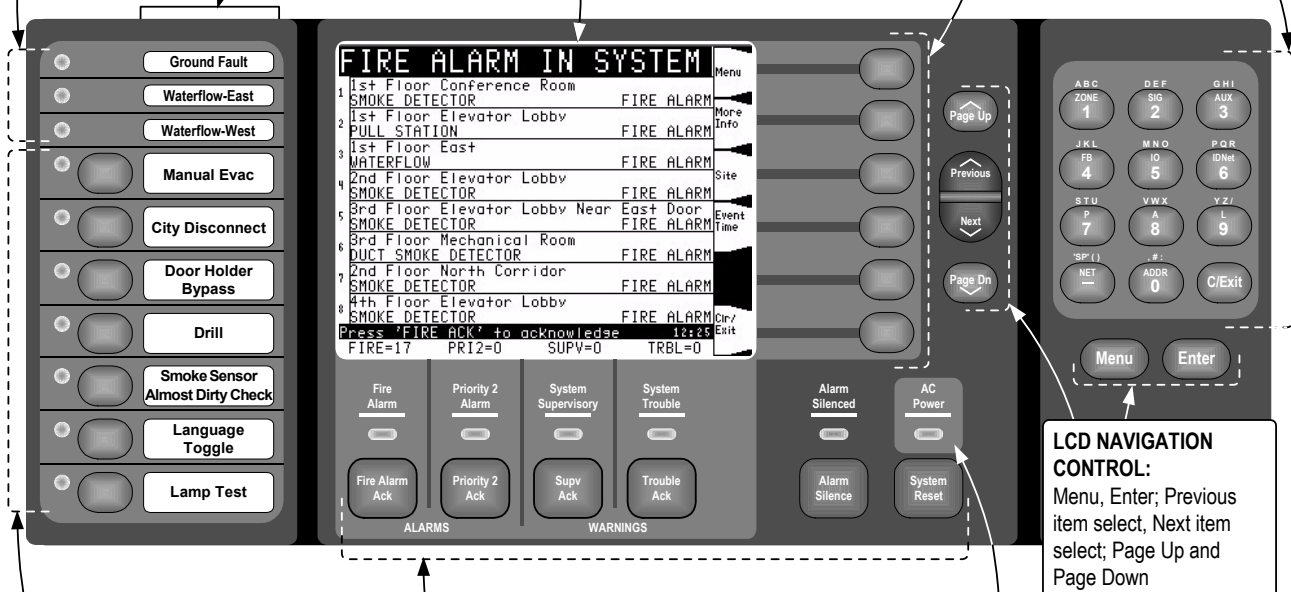 Ground Fault
Waterflow-East
Waterflow-West
Manual Evac
City Disconnect
Door Holder
Bypass
Drill
Smoke Sensor
Almost Dirty Check
Language
Toggle
Lamp Test
FIRE ALARM IN SYSTEM
1 1st Floor Conference Room
SMOKE DETECTOR FIRE ALARM
2 1st Floor Elevator Lobby
PULL STATION FIRE ALARM
3 1st Floor East
WATERFLOW FIRE ALARM
4 2nd Floor Elevator Lobby
SMOKE DETECTOR FIRE ALARM
5 3rd Floor Elevator Lobby Near East Door
SMOKE DETECTOR FIRE ALARM
6 3rd Floor Mechanical Room
DUCT SMOKE DETECTOR FIRE ALARM
7 2nd Floor North Corridor
SMOKE DETECTOR FIRE ALARM
8 4th Floor Elevator Lobby
SMOKE DETECTOR FIRE ALARM
Press 'FIRE ACK' to acknowledge 12:25
FIRE=17 PRI2=0 SUPV=0 TRBL=0
Menu
More
Info
Site
Event
Time
Clr/
Exit
Fire
Alarm
Priority 2
Alarm
System
Supervisory
System
Trouble
Alarm
Silenced
AC
Power
Fire Alarm
Ack
Priority 2
Ack
Supv
Ack
Trouble
Ack
Alarm
Silence
System
Reset
ALARMS
WARNINGS
Page Up
Previous
Next
Page Dn
A B C
ZONE
1
D E F
SIG
2
G H I
AUX
3
J K L
FB
4
M N O
IO
5
P Q R
IDNet
6
S T U
P
7
V W X
A
8
Y Z /
L
9
'SP' ( )
NET
–
, # :
ADDR
0
C/Exit
Menu
Enter
LCD NAVIGATION
CONTROL:
Menu, Enter; Previous
item select, Next item
select; Page Up and
Page Down